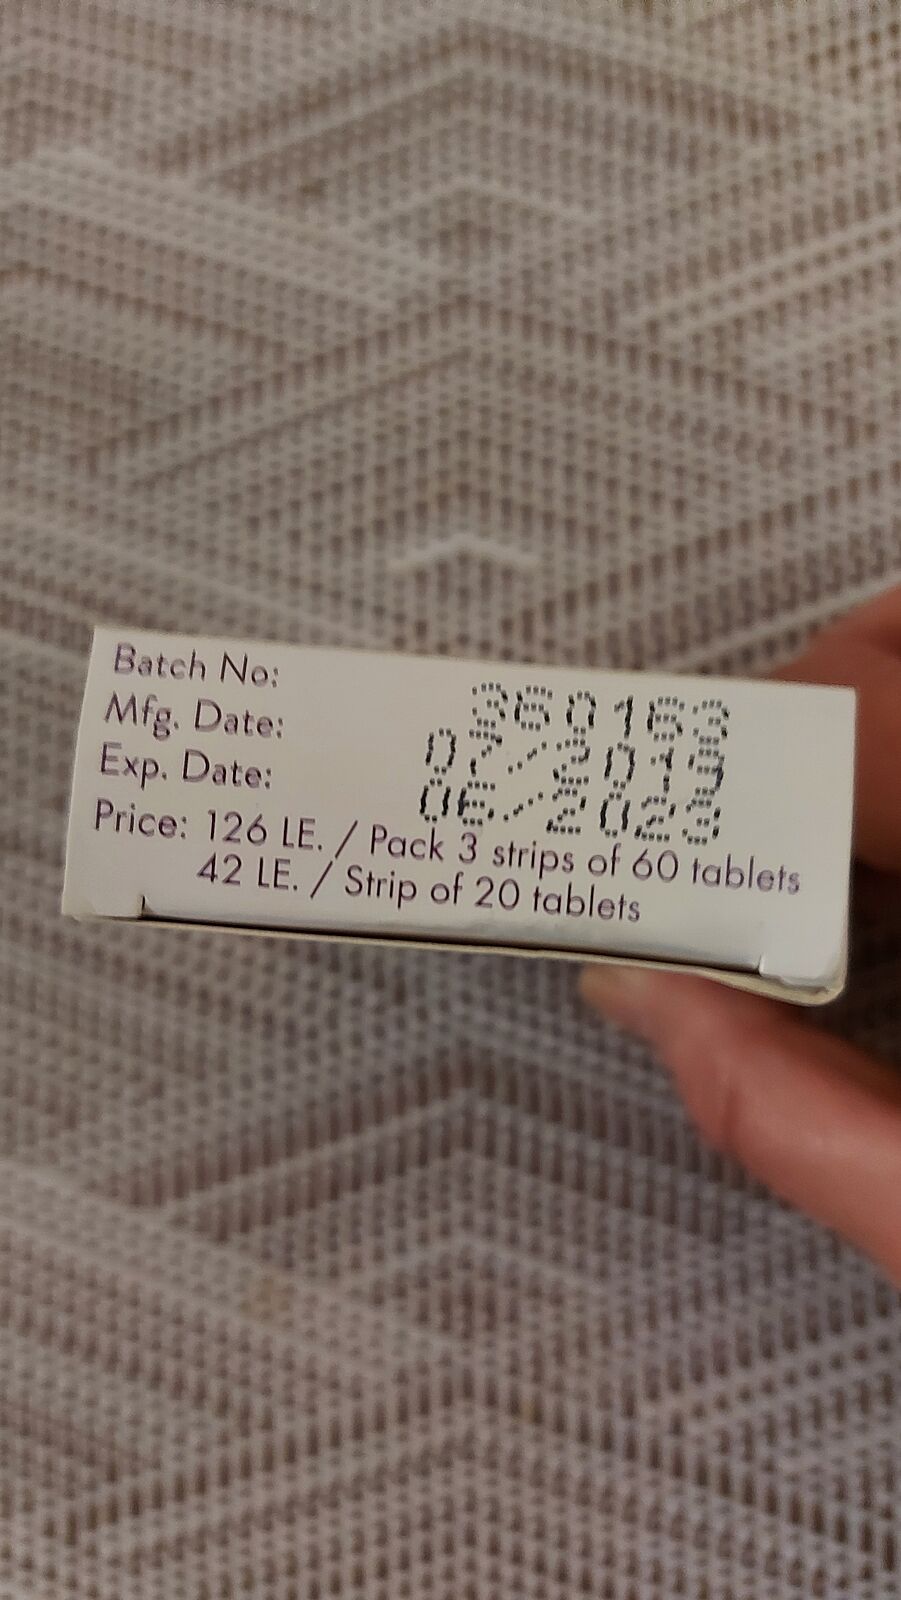 Batch No: 360163
Mfg. Date: 07/2019
Exp. Date: 06/2023
Price: 126 LE. / Pack 3 strips of 60 tablets
42 LE. / Strip of 20 tablets